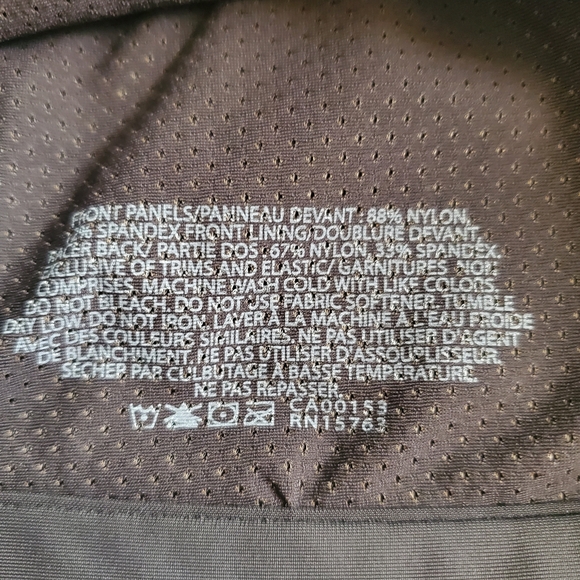 FRONT PANELS/PANNEAU DEVANT: 88% NYLON,
SPANDEX FRONT LINING/DOUBLURE DEVANT
BACK/ PARTIE DOS: 67% NYLON 33% SPANDEX.
EXCLUSIVE OF TRIMS AND ELASTIC/ GARNITURES NON
COMPRISES. MACHINE WASH COLD WITH LIKE COLORS.
DO NOT BLEACH. DO NOT USE FABRIC SOFTENER. TUMBLE
DRY LOW. DO NOT IRON. LAVER A LA MACHINE A L'EAU FROIDE
AVEC DES COULEURS SIMILAIRES. NE PAS UTILISER D'AGENT
DE BLANCHIMENT. NE PAS UTILISER D'ASSOUPLISSEUR.
SÉCHER PAR CULBUTAGE À BASSE TEMPÉRATURE.
NE PAS REPASSER.
CA00153
RN15763